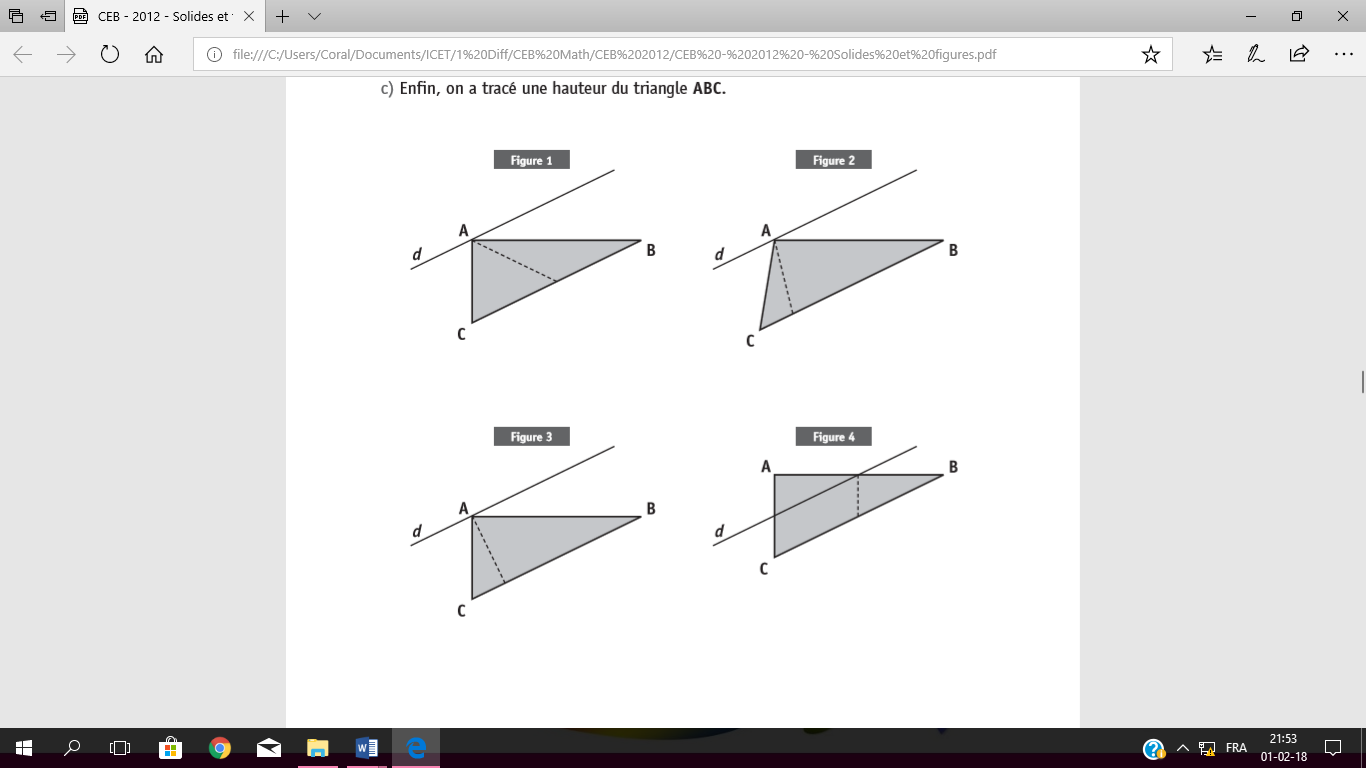 CEB - 2012 - Solides et
file:///C:/Users/Coral/Documents/ICET/1%20Diff/CEB%20Math/CEB%202012/CEB%20-%202012%20-%20Solides%20et%20figures.pdf
c) Enfin, on a tracé une hauteur du triangle ABC.
Figure 1
A
d
B
C
Figure 2
A
d
B
C
Figure 3
A
d
B
C
Figure 4
A
B
d
C
FRA
21:53
01-02-18